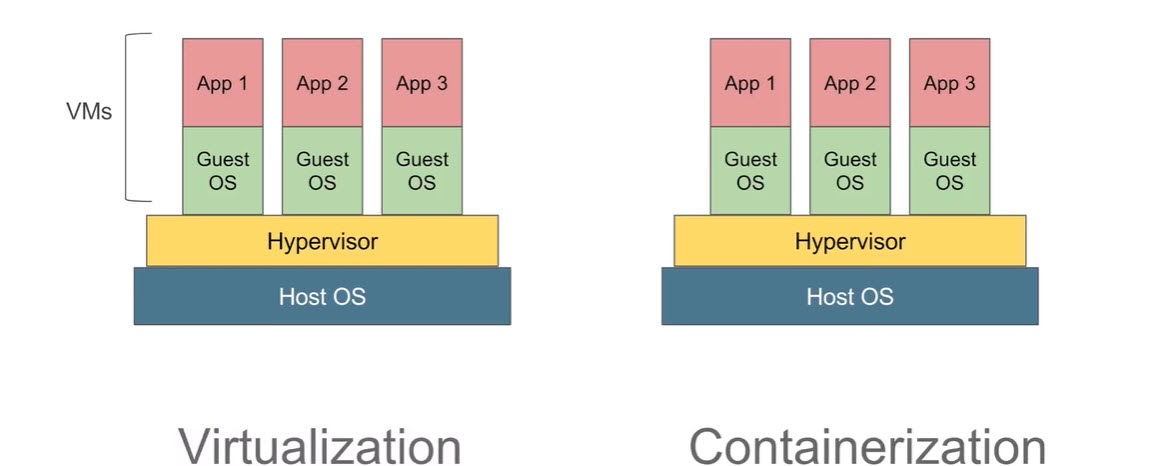 VMs
App 1
App 2
App 3
Guest
OS
Guest
OS
Guest
OS
Hypervisor
Host OS
Virtualization
App 1
App 2
App 3
Guest
OS
Guest
OS
Guest
OS
Hypervisor
Host OS
Containerization